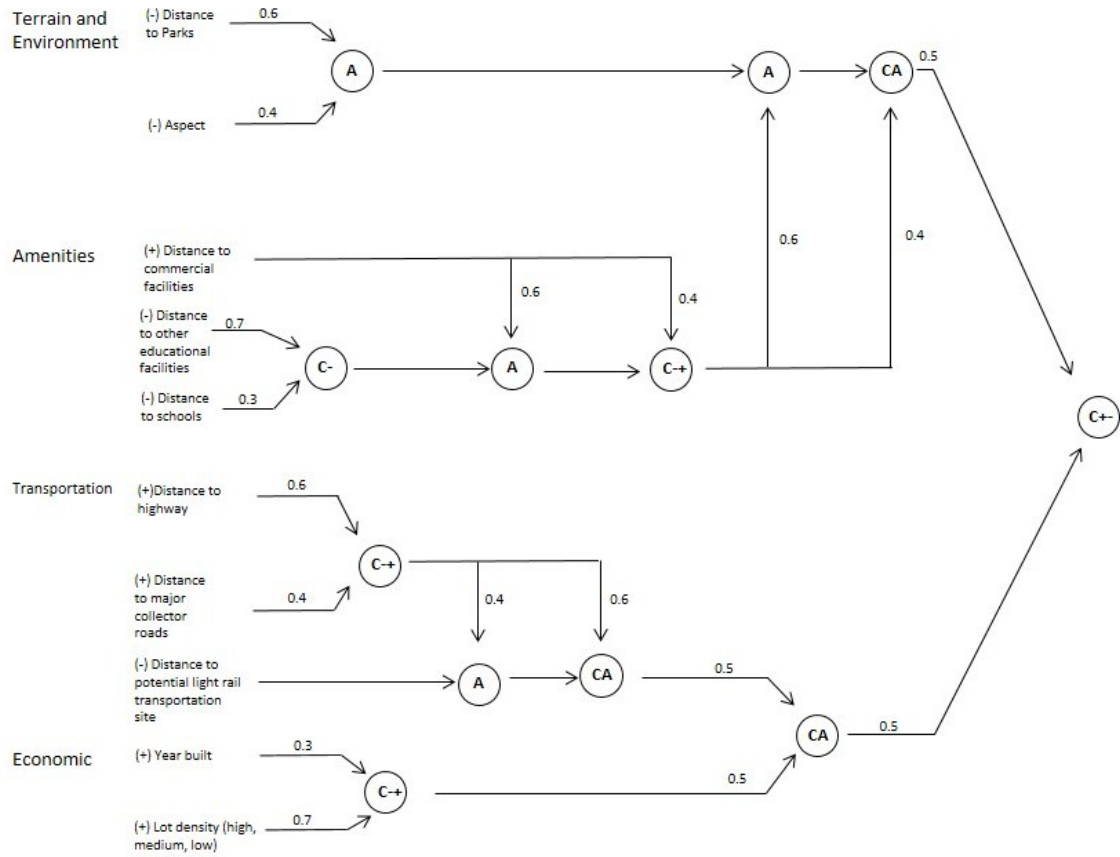 Terrain and
Environment
(-) Distance
to Parks
0.6
A
A
CA
0.5
(-) Aspect
0.4
0.6
0.4
Amenities
(+) Distance to
commercial
facilities
0.6
0.4
(-) Distance
to other
educational
facilities
0.7
C-
A
C-+
(-) Distance
to schools
0.3
C+-
Transportation
(+)Distance to
highway
0.6
C-+
(+) Distance
to major
collector
roads
0.4
0.4
0.6
(-) Distance to
potential light rail
transportation
site
A
CA
0.5
CA
0.5
Economic
(+) Year built
0.3
C-+
0.5
(+) Lot density (high,
medium, low)
0.7